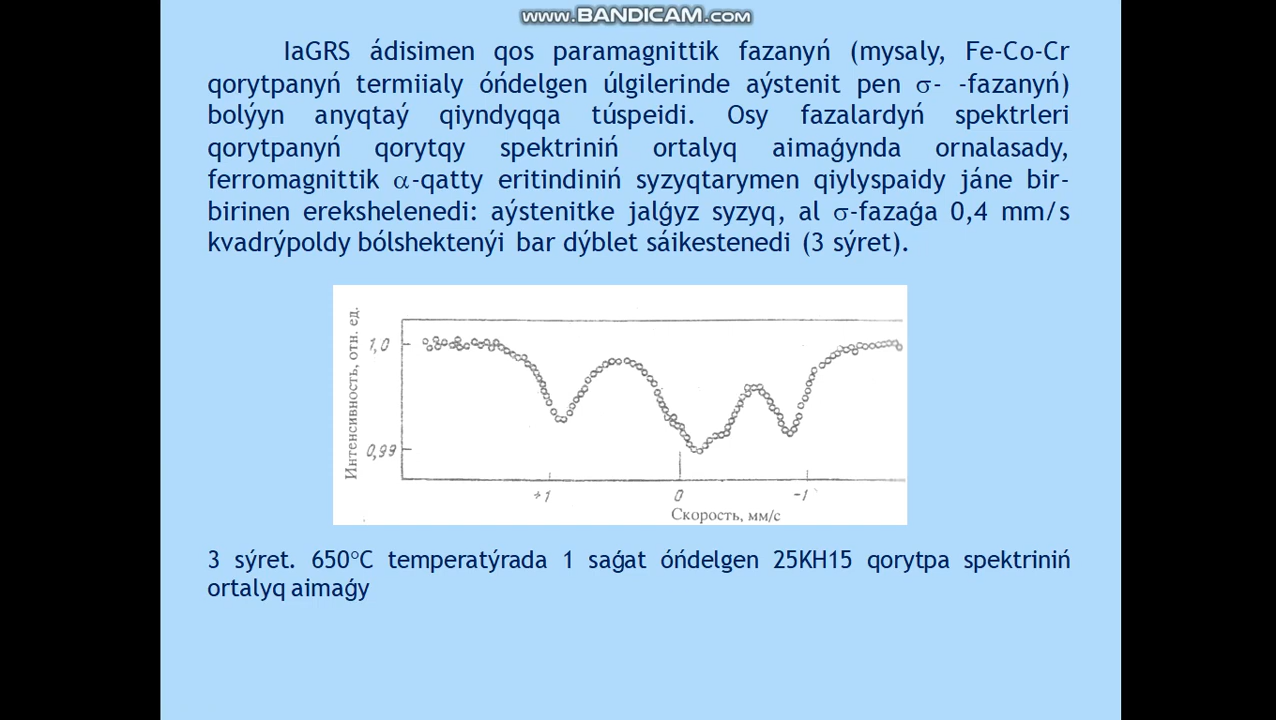 www.BANDICAM.com
IaGRS ádisimen qos paramagnittik fazanyń (mysaly, Fe-Co-Cr
qorytpanyń termiialy óńdelgen úlgilerinde aýstenit pen σ- -fazanyń)
bolýyn anyqtaý qiyndyqqa túspeidi. Osy fazalardyń spektrleri
qorytpanyń qorytqy spektriniń ortalyq aimaǵynda ornalasady,
ferromagnittik α-qatty eritindiniń syzyqtarymen qiylyspaidy jáne bir-
birinen erekshelenedi: aýstenitke jalǵyz syzyq, al σ-fazaǵa 0,4 mm/s
kvadrýpoldy bólshektenýi bar dýblet sáikestenedi (3 sýret).
Интенсивность, отн. ед.
1,0
0,99
+1 0 -1
Скорость, мм/с
3 sýret. 650°C temperatýrada 1 saǵat óńdelgen 25KH15 qorytpa spektriniń
ortalyq aimaǵy